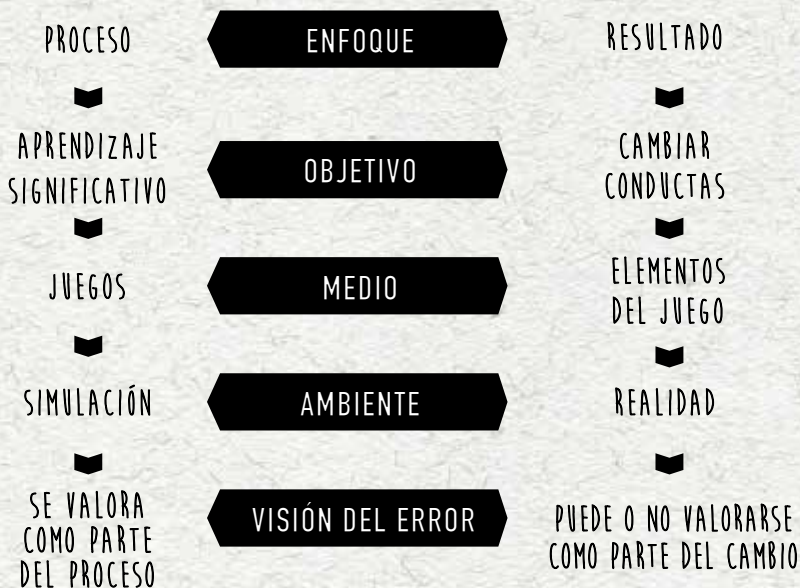 PROCESO
ENFOQUE
RESULTADO
APRENDIZAJE
SIGNIFICATIVO
OBJETIVO
CAMBIAR
CONDUCTAS
JUEGOS
MEDIO
ELEMENTOS
DEL JUEGO
SIMULACIÓN
AMBIENTE
REALIDAD
SE VALORA
COMO PARTE
DEL PROCESO
VISIÓN DEL ERROR
PUEDE O NO VALORARSE
COMO PARTE DEL CAMBIO